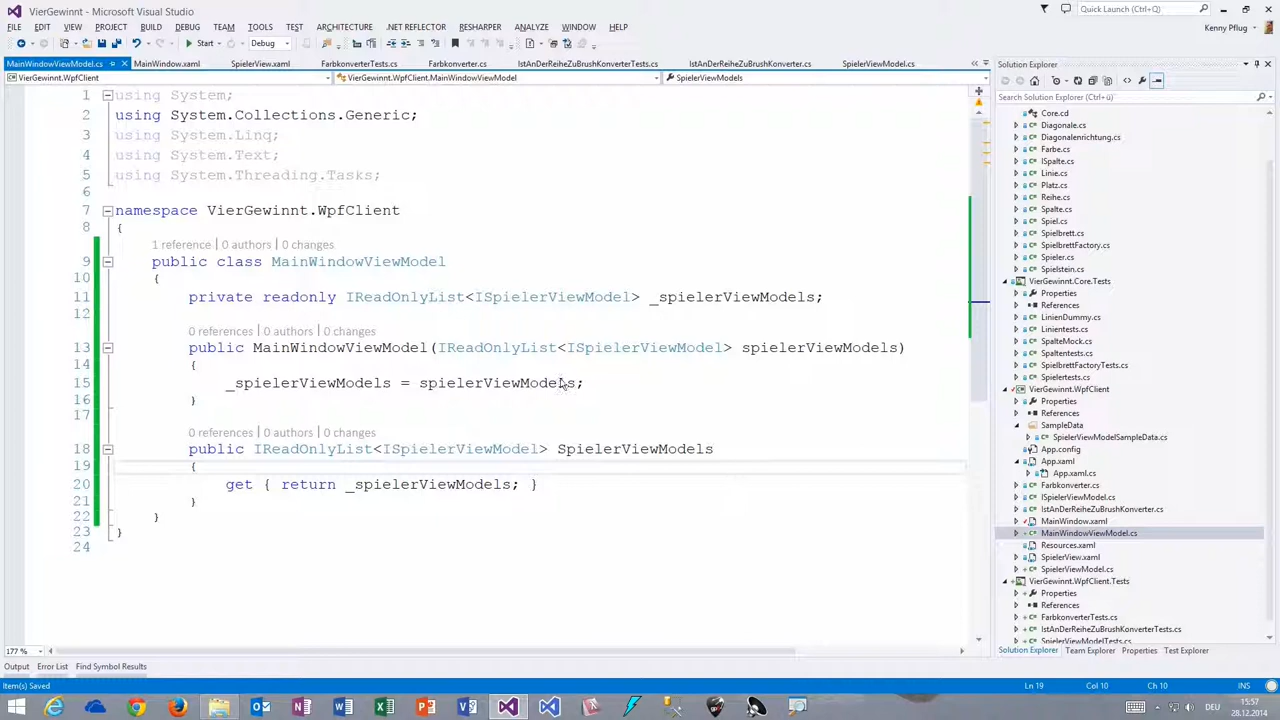 VierGewinnt - Microsoft Visual Studio
Quick Launch (Ctrl+Q)
FILE EDIT VIEW PROJECT BUILD DEBUG TEAM TOOLS TEST ARCHITECTURE .NET REFLECTOR RESHARPER ANALYZE WINDOW HELP
Kenny Pflug
Start Debug
MainWindowViewModel.cs MainWindow.xaml SpielerView.xaml FarbkonverterTests.cs Farbkonverter.cs IstAnDerReiheZuBrushKonverterTests.cs IstAnDerReiheZuBrushKonverter.cs SpielerViewModel.cs
VierGewinnt.WpfClient VierGewinnt.WpfClient.MainWindowViewModel SpielerViewModels
1 using System;
2 using System.Collections.Generic;
3 using System.Linq;
4 using System.Text;
5 using System.Threading.Tasks;
6
7 namespace VierGewinnt.WpfClient
8 {
1 reference | 0 authors | 0 changes
9 public class MainWindowViewModel
10 {
11 private readonly IReadOnlyList<ISpielerViewModel> _spielerViewModels;
12
0 references | 0 authors | 0 changes
13 public MainWindowViewModel(IReadOnlyList<ISpielerViewModel> spielerViewModels)
14 {
15 _spielerViewModels = spielerViewModels;
16 }
17
0 references | 0 authors | 0 changes
18 public IReadOnlyList<ISpielerViewModel> SpielerViewModels
19 {
20 get { return _spielerViewModels; }
21 }
22 }
23 }
24
177 %
Output Error List Find Symbol Results
Item(s) Saved
Ln 19 Col 10 Ch 10 INS
Solution Explorer
Search Solution Explorer (Ctrl+ü)
Core.cd
Diagonale.cs
Diagonalenrichtung.cs
Farbe.cs
ISpalte.cs
Linie.cs
Platz.cs
Reihe.cs
Spalte.cs
Spiel.cs
Spielbrett.cs
SpielbrettFactory.cs
Spieler.cs
Spielstein.cs
VierGewinnt.Core.Tests
Properties
References
LinienDummy.cs
Linientests.cs
SpalteMock.cs
Spaltentests.cs
SpielbrettFactoryTests.cs
Spielertests.cs
VierGewinnt.WpfClient
Properties
References
SampleData
SpielerViewModelSampleData.cs
App.config
App.xaml
App.xaml.cs
Farbkonverter.cs
ISpielerViewModel.cs
IstAnDerReiheZuBrushKonverter.cs
MainWindow.xaml
MainWindowViewModel.cs
Resources.xaml
SpielerView.xaml
SpielerViewModel.cs
VierGewinnt.WpfClient.Tests
Properties
References
FarbkonverterTests.cs
IstAnDerReiheZuBrushKonverterTests.cs
SpielerViewModelTests.cs
Solution Explorer Team Explorer Properties Test Explorer
DEU
15:57
28.12.2014